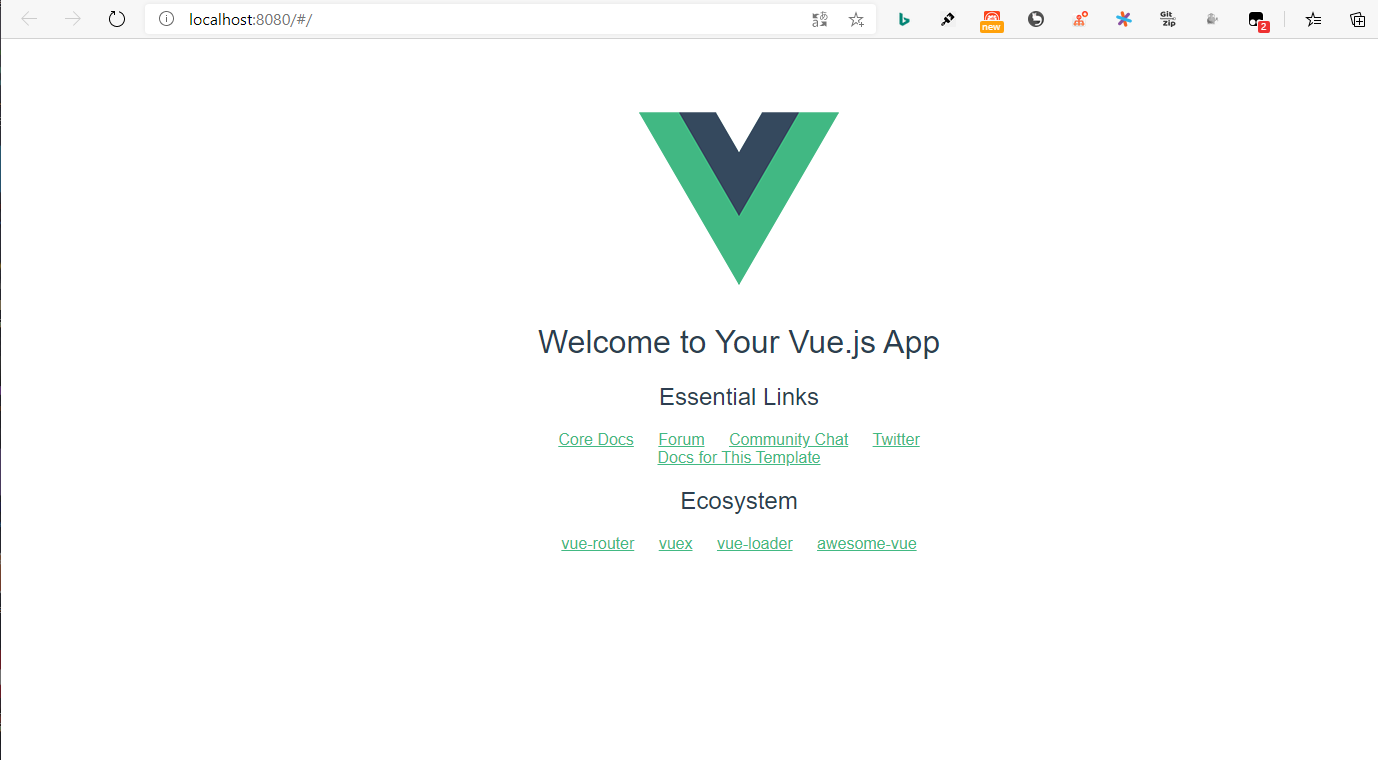 localhost:8080/#/
new
Git
Zip
2
Welcome to Your Vue.js App
Essential Links
Core Docs Forum Community Chat Twitter
Docs for This Template
Ecosystem
vue-router vuex vue-loader awesome-vue